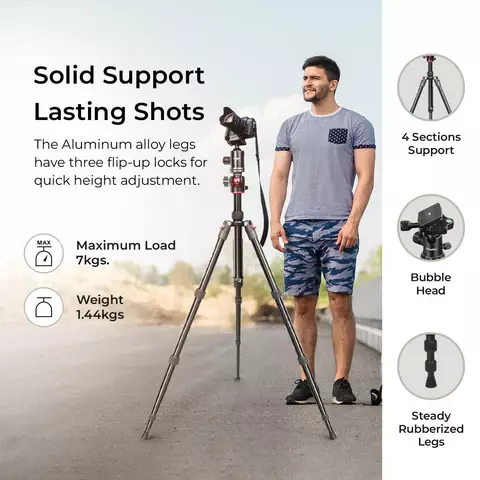 Solid Support
Lasting Shots
The Aluminum alloy legs
have three flip-up locks for
quick height adjustment.
MAX
Maximum Load
7kgs.
Weight
1.44kgs
4 Sections
Support
Bubble
Head
Steady
Rubberized
Legs